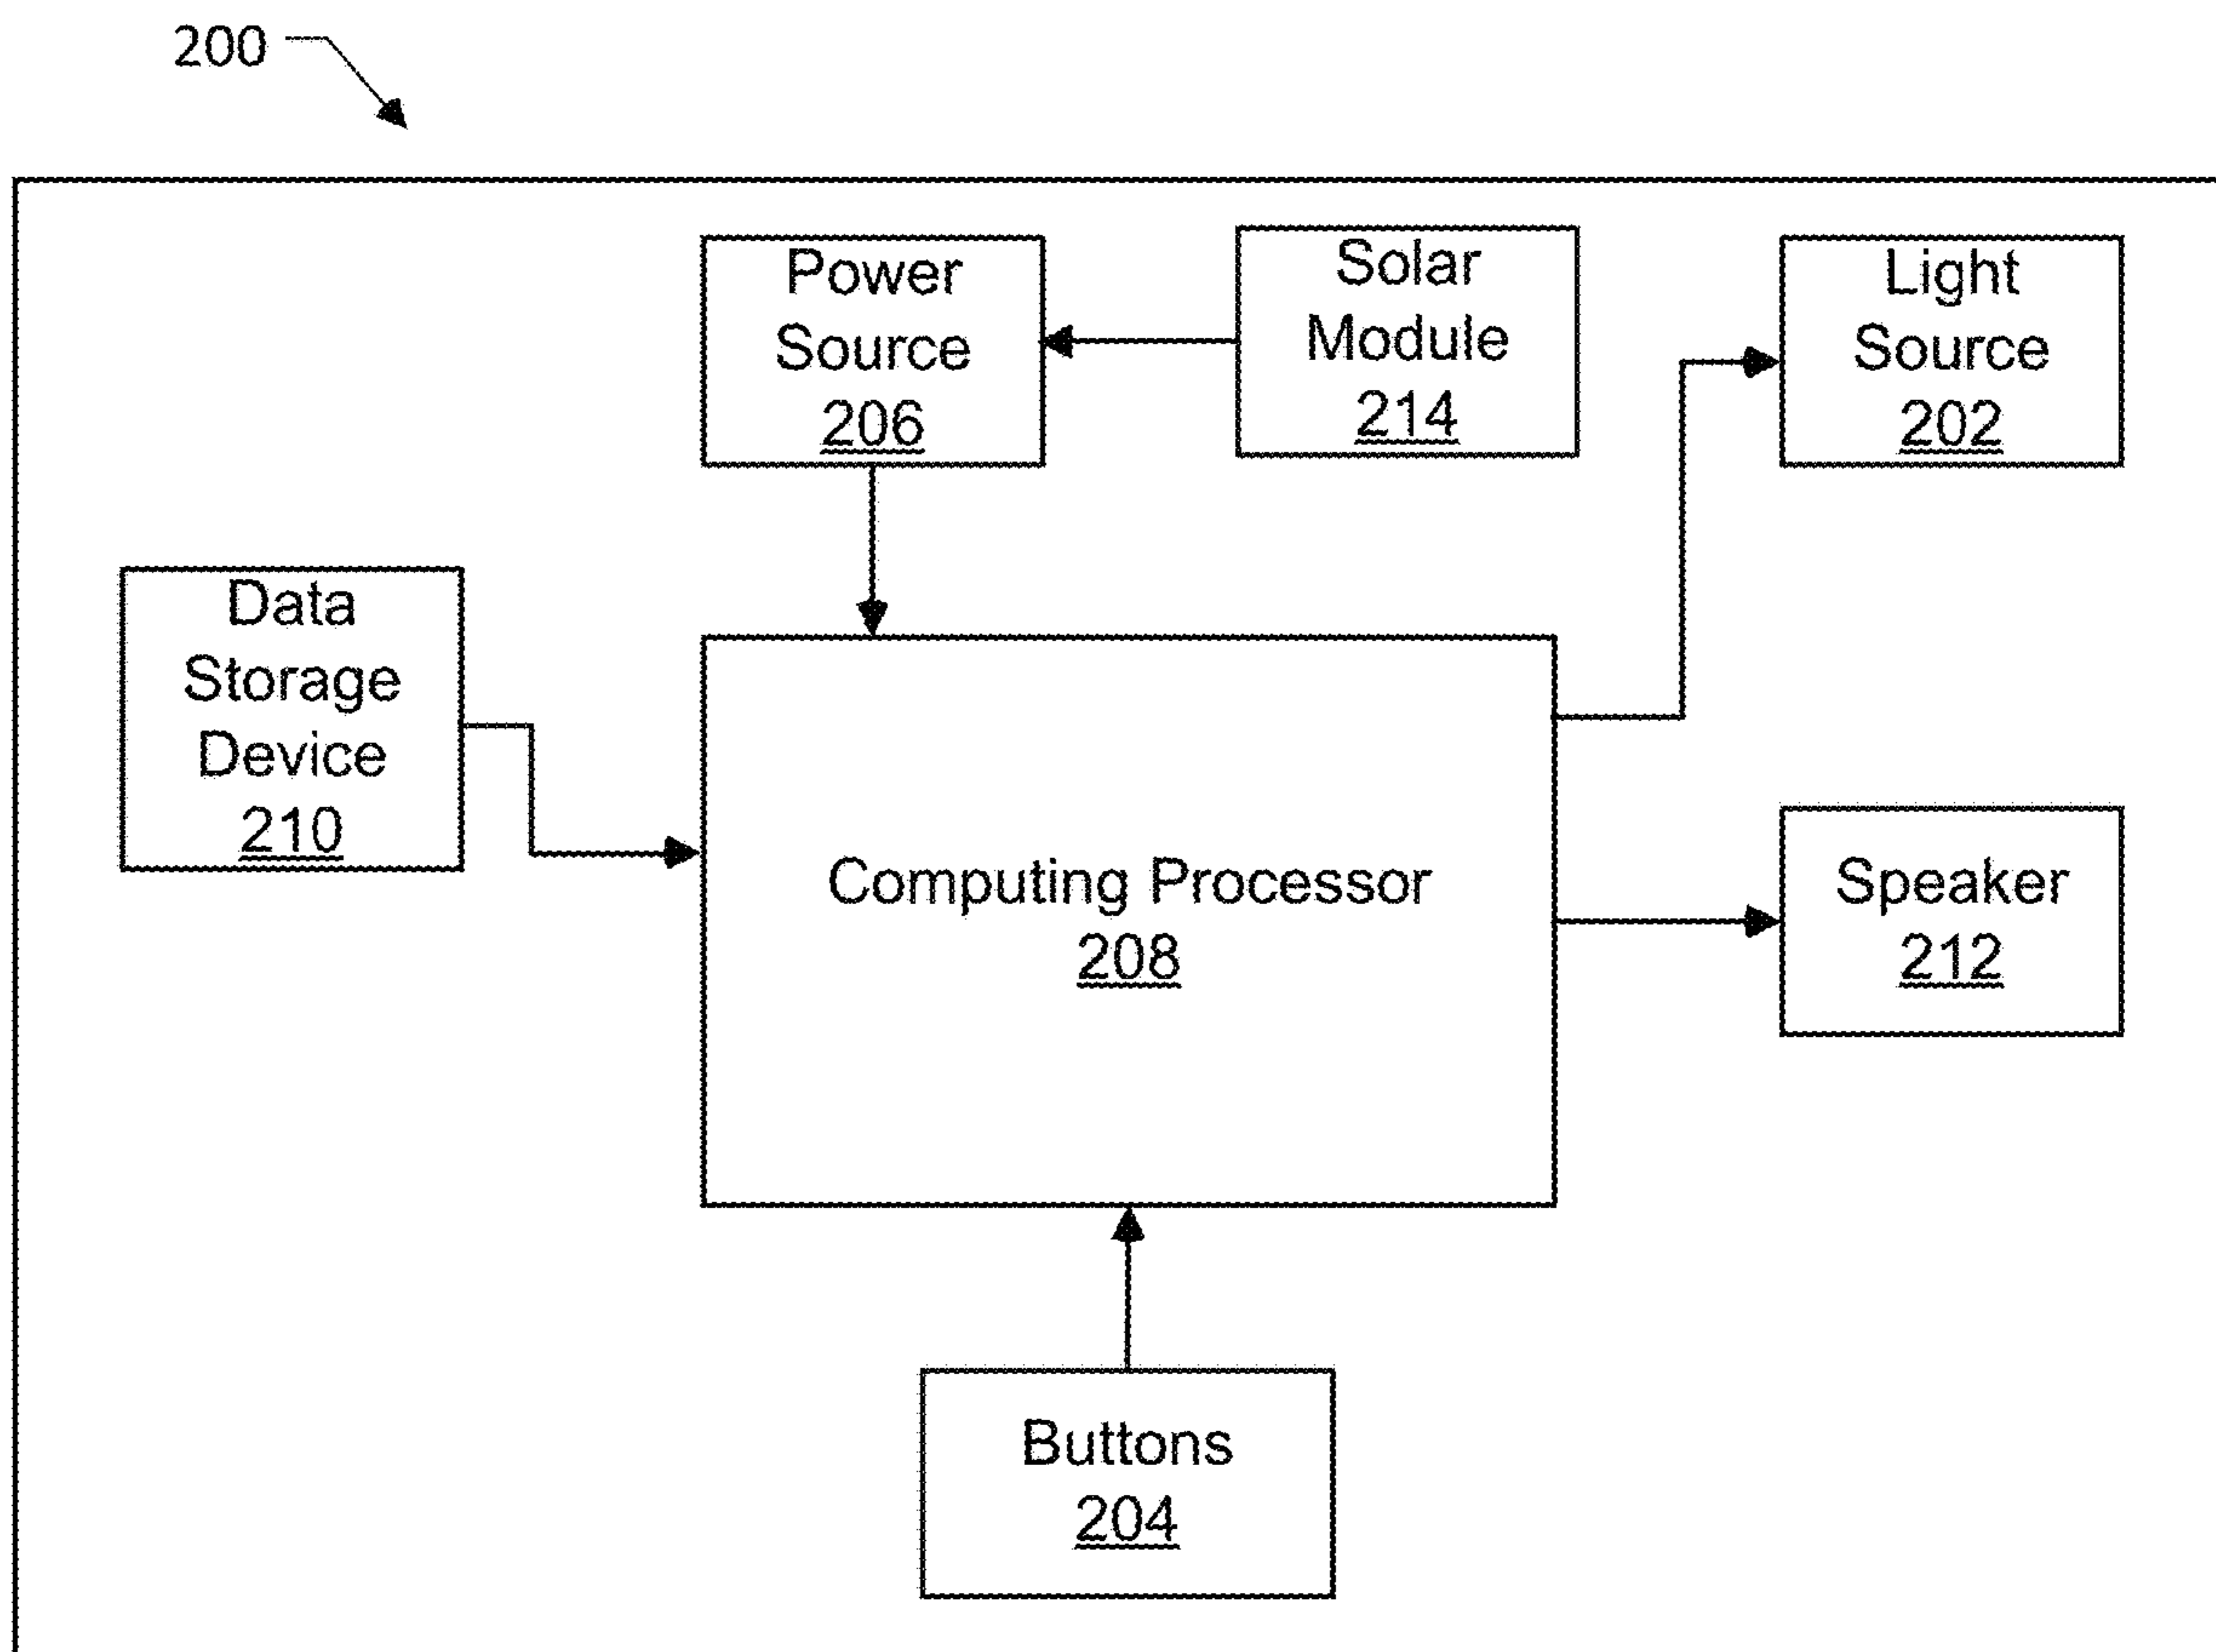 200
Power
Source
206
Solar
Module
214
Light
Source
202
Data
Storage
Device
210
Computing Processor
208
Speaker
212
Buttons
204